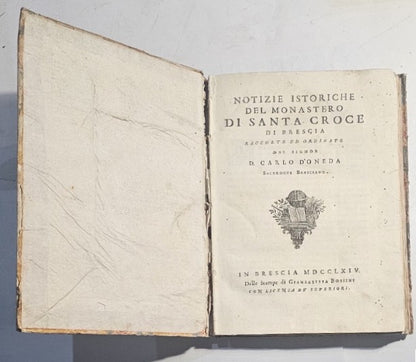 NOTIZIE ISTORICHE
DEL MONASTERO
DI SANTA CROCE
DI BRESCIA
RACCOLTE ED ORDINATE
DAL SIGNOR
D. CARLO DONEDA
SACERDOTE BRESCIANO.
IN BRESCIA MDCCLXIV.
Dalle Stampe di GIAMBATTISTA BOSSINI
CON LICENZA DE' SUPERIORI.